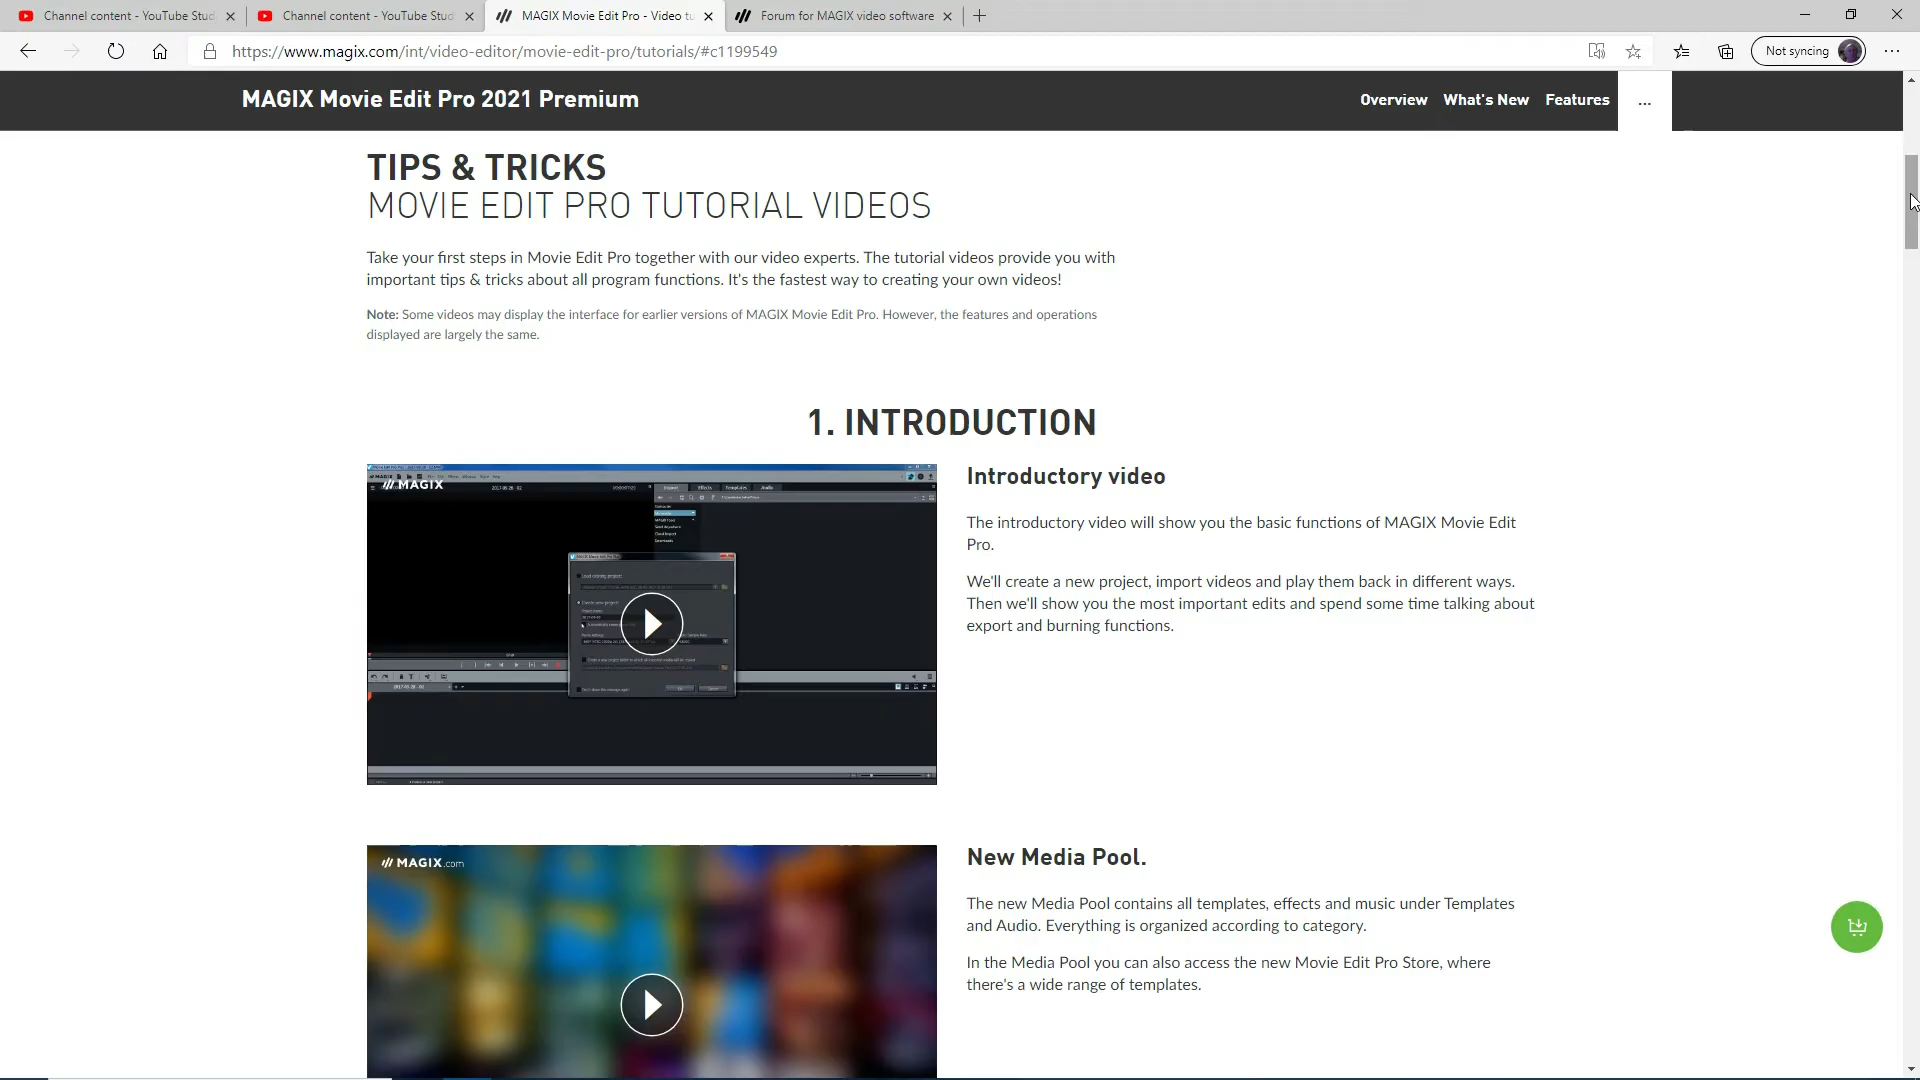 Channel content - YouTube Stud
Channel content - YouTube Stud
MAGIX Movie Edit Pro - Video tu
Forum for MAGIX video software
https://www.magix.com/int/video-editor/movie-edit-pro/tutorials/#c1199549
Not syncing
MAGIX Movie Edit Pro 2021 Premium
Overview
What's New
Features
...
TIPS & TRICKS
MOVIE EDIT PRO TUTORIAL VIDEOS
Take your first steps in Movie Edit Pro together with our video experts. The tutorial videos provide you with
important tips & tricks about all program functions. It's the fastest way to creating your own videos!
Note: Some videos may display the interface for earlier versions of MAGIX Movie Edit Pro. However, the features and operations
displayed are largely the same.
1. INTRODUCTION
MAGIX
Effects
Templates
Audio
Load existing project:
Create new project:
Introductory video
The introductory video will show you the basic functions of MAGIX Movie Edit
Pro.
We'll create a new project, import videos and play them back in different ways.
Then we'll show you the most important edits and spend some time talking about
export and burning functions.
MAGIX.com
New Media Pool.
The new Media Pool contains all templates, effects and music under Templates
and Audio. Everything is organized according to category.
In the Media Pool you can also access the new Movie Edit Pro Store, where
there's a wide range of templates.